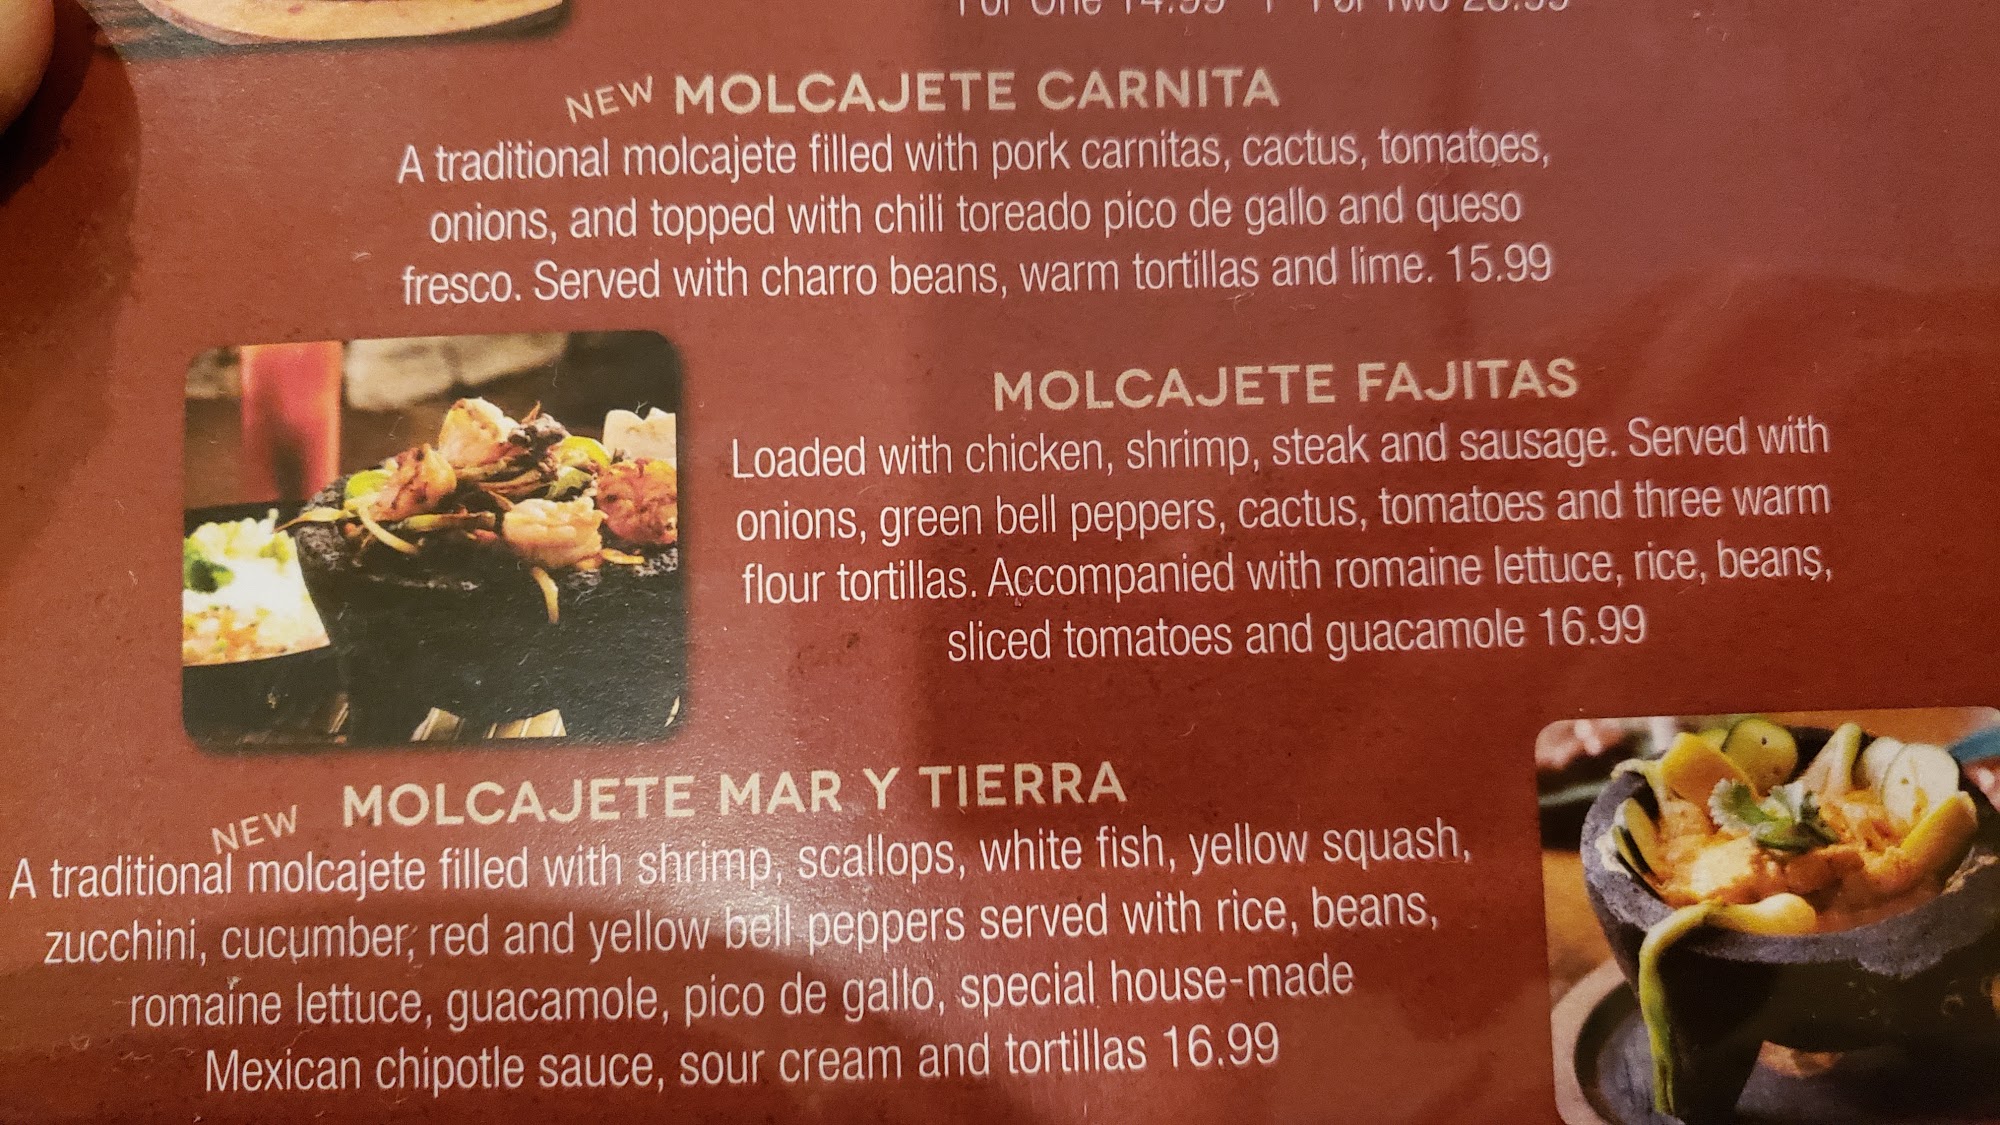 For One 14.99
NEW MOLCAJETE CARNITA
A traditional molcajete filled with pork carnitas, cactus, tomatoes,
onions, and topped with chili toreado pico de gallo and queso
fresco. Served with charro beans, warm tortillas and lime. 15.99
MOLCAJETE FAJITAS
Loaded with chicken, shrimp, steak and sausage. Served with
onions, green bell peppers, cactus, tomatoes and three warm
flour tortillas. Accompanied with romaine lettuce, rice, beans,
sliced tomatoes and guacamole 16.99
NEW MOLCAJETE MAR Y TIERRA
A traditional molcajete filled with shrimp, scallops, white fish, yellow squash,
zucchini, cucumber, red and yellow bell peppers served with rice, beans,
romaine lettuce, guacamole, pico de gallo, special house-made
Mexican chipotle sauce, sour cream and tortillas 16.99